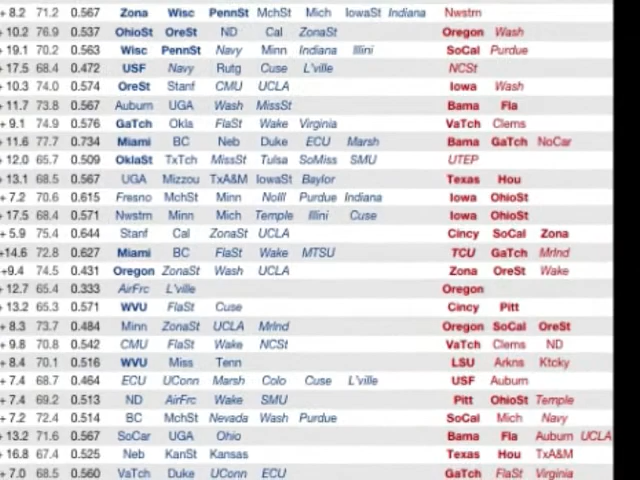 + 8.2 71.2 0.567 Zona Wisc PennSt MchSt Mich IowaSt Indiana Nwstrn
+ 10.2 76.9 0.537 OhioSt OreSt ND Cal ZonaSt Oregon Wash
+ 19.1 70.2 0.563 Wisc PennSt Navy Minn Indiana Illini SoCal Purdue
+ 17.5 68.4 0.472 USF Navy Rutg Cuse L'ville NCSt
+ 10.3 74.0 0.574 OreSt Stanf CMU UCLA Iowa Wash
+ 11.7 73.8 0.567 Auburn UGA Wash MissSt Bama Fla
+ 9.1 74.9 0.576 GaTch Okla FlaSt Wake Virginia VaTch Clems
+ 11.6 77.7 0.734 Miami BC Neb Duke ECU Marsh Bama GaTch NoCar
+ 12.0 65.7 0.509 OklaSt TxTch MissSt Tulsa SoMiss SMU UTEP
+ 13.1 68.5 0.567 UGA Mizzou TxA&M IowaSt Baylor Texas Hou
+ 7.2 70.6 0.615 Fresno MchSt Minn NoIll Purdue Indiana Iowa OhioSt
+ 17.5 68.4 0.571 Nwstrn Minn Mich Temple Illini Cuse Iowa OhioSt
+ 5.9 75.4 0.644 Stanf Cal ZonaSt UCLA Cincy SoCal Zona
+14.6 72.8 0.627 Miami BC FlaSt Wake MTSU TCU GaTch Mrlnd
+9.4 74.5 0.431 Oregon ZonaSt Wash UCLA Zona OreSt Wake
+ 12.7 65.4 0.333 AirFrc L'ville Oregon
+ 13.2 65.3 0.571 WVU FlaSt Cuse Cincy Pitt
+ 8.3 73.7 0.484 Minn ZonaSt UCLA Mrlnd Oregon SoCal OreSt
+ 9.8 70.8 0.542 CMU FlaSt Wake NCSt VaTch Clems ND
+ 8.4 70.1 0.516 WVU Miss Tenn LSU Arkns Ktcky
+ 7.4 68.7 0.464 ECU UConn Marsh Colo Cuse L'ville USF Auburn
+ 7.4 69.2 0.513 ND AirFrc Wake SMU Pitt OhioSt Temple
+ 7.2 72.4 0.514 BC MchSt Nevada Wash Purdue SoCal Mich Navy
+ 13.2 71.6 0.567 SoCar UGA Ohio Bama Fla Auburn UCLA
+ 16.8 67.4 0.525 Neb KanSt Kansas Texas Hou TxA&M
+ 7.0 68.5 0.560 VaTch Duke UConn ECU GaTch FlaSt Virginia